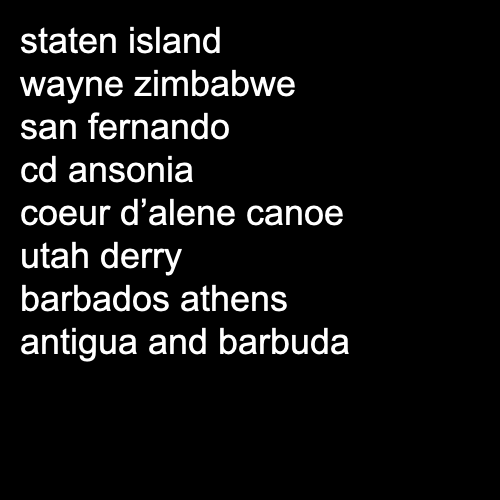 staten island
wayne zimbabwe
san fernando
cd ansonia
coeur d’alene canoe
utah derry
barbados athens
antigua and barbuda